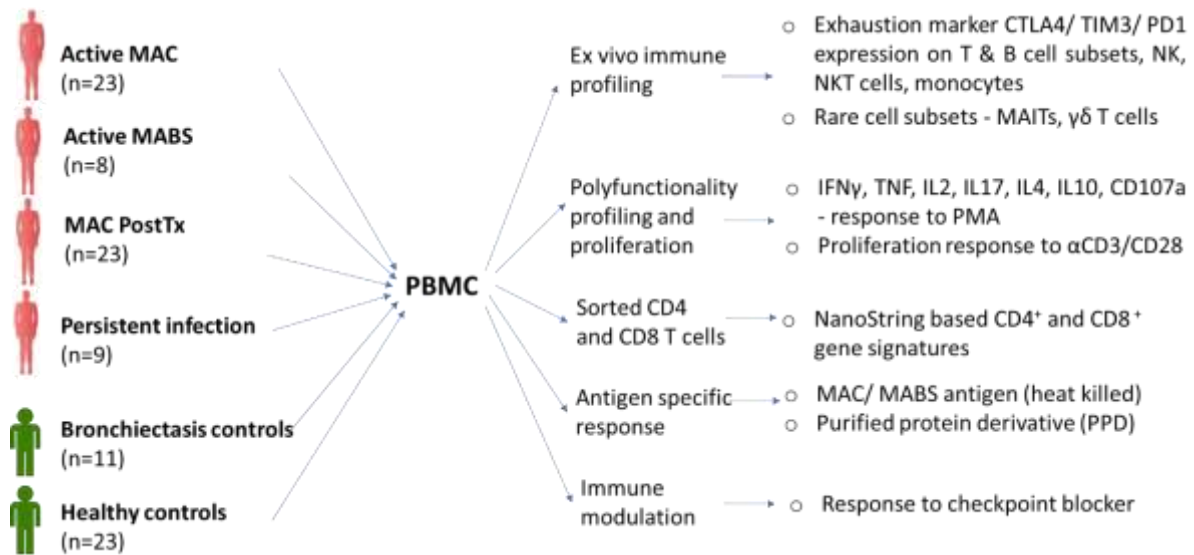 Active MAC
(n=23)
Active MABS
(n=8)
MAC PostTx
(n=23)
Persistent infection
(n=9)
Bronchiectasis controls
(n=11)
Healthy controls
(n=23)
PBMC
Ex vivo immune
profiling
○ Exhaustion marker CTLA4/ TIM3/ PD1
expression on T & B cell subsets, NK,
NKT cells, monocytes
○ Rare cell subsets - MAITs, γδ T cells
Polyfunctionality
profiling and
proliferation
○ IFNγ, TNF, IL2, IL17, IL4, IL10, CD107a
- response to PMA
○ Proliferation response to αCD3/CD28
Sorted CD4
and CD8 T cells
○ NanoString based CD4⁺ and CD8⁺
gene signatures
Antigen specific
response
○ MAC/ MABS antigen (heat killed)
○ Purified protein derivative (PPD)
Immune
modulation
○ Response to checkpoint blocker